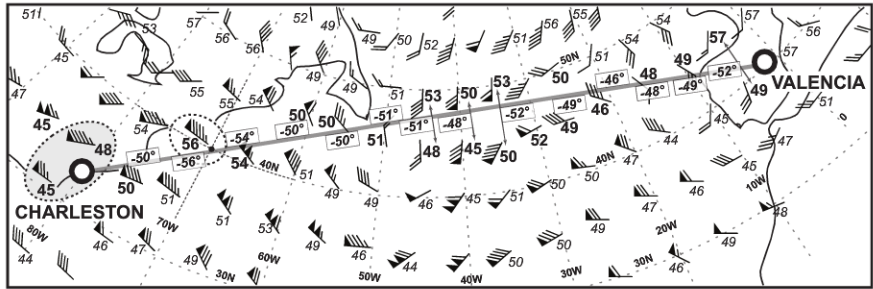 51 53 57 52 49 50 52 51 56 55 54 57 56
45 56 56 49 51 54 49 57
50N
47 55 54 49 53 50 53 50 48 -46° -52° VALENCIA
45 54 56 50 50 -51° -51° -48° -52° -49° 46 -48° -49° 49 51
48 -50° -56° -54° -50° -50° 51 48 45 50 52 49 44 47 0
45 50 54 40N 51 49 49 50 50 40N 45
CHARLESTON 51 51 53 46 45 51 47 10W
80W 70W 48
44 46 47 49 60W 49 46 44 50 50 49 20W 49
45 46 30N 50W 40W 30W 30N 46